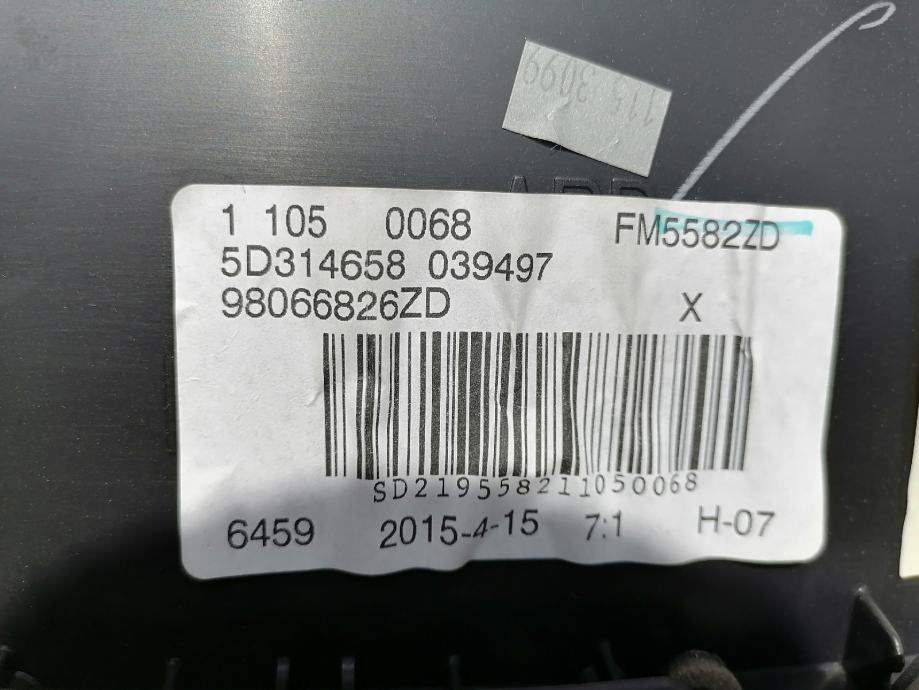 115 3099
1 105 0068 FM5582ZD
5D314658 039497
98066826ZD X
SD219558211050068
6459 2015-4-15 7:1 H-07